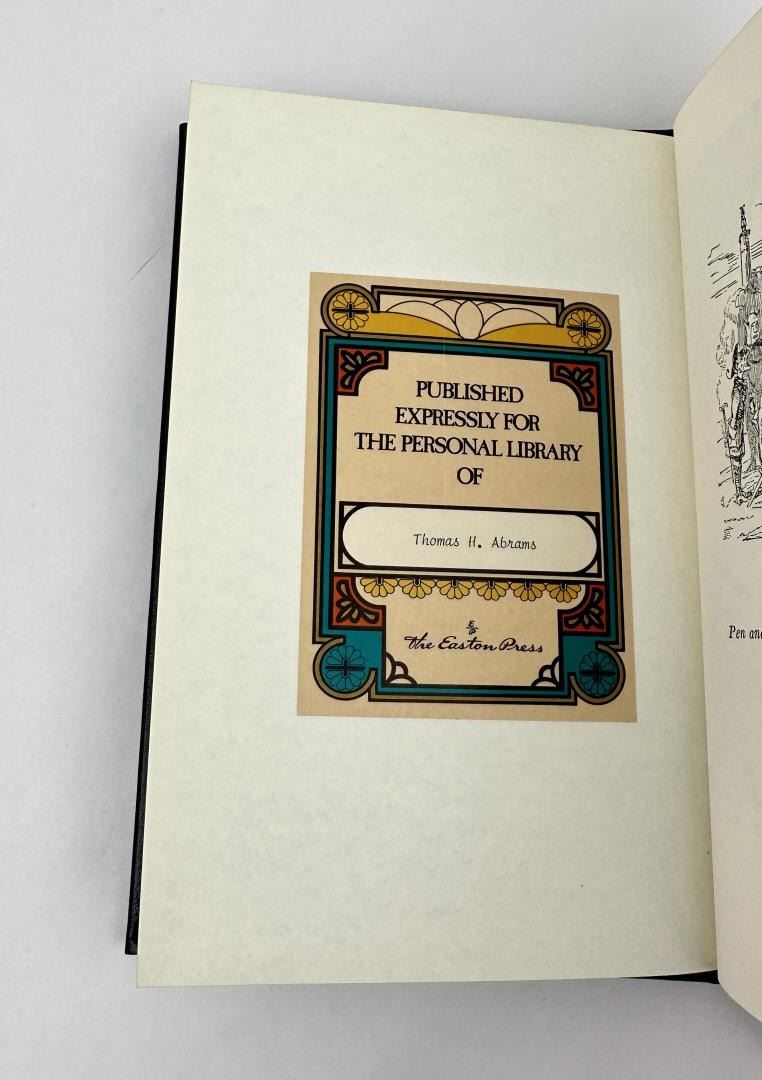 PUBLISHED
EXPRESSLY FOR
THE PERSONAL LIBRARY
OF
Thomas H. Abrams
E/P
The Easton Press
Pen and